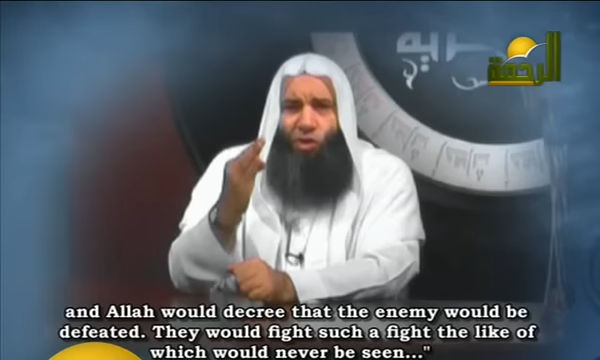 الرحمة
and Allah would decree that the enemy would be
defeated. They would fight such a fight the like of
which would never be seen..."